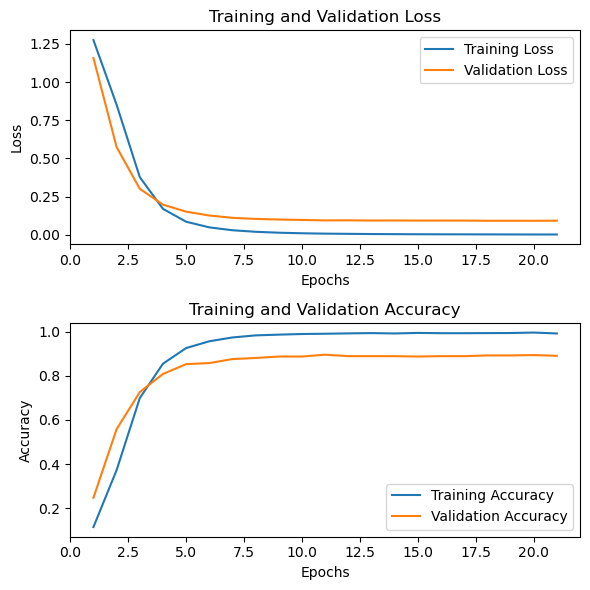 Training and Validation Loss
1.25
1.00
0.75
0.50
0.25
0.00
Loss
Training Loss
Validation Loss
0.0 2.5 5.0 7.5 10.0 12.5 15.0 17.5 20.0
Epochs
Training and Validation Accuracy
1.0
0.8
0.6
0.4
0.2
Accuracy
Training Accuracy
Validation Accuracy
0.0 2.5 5.0 7.5 10.0 12.5 15.0 17.5 20.0
Epochs